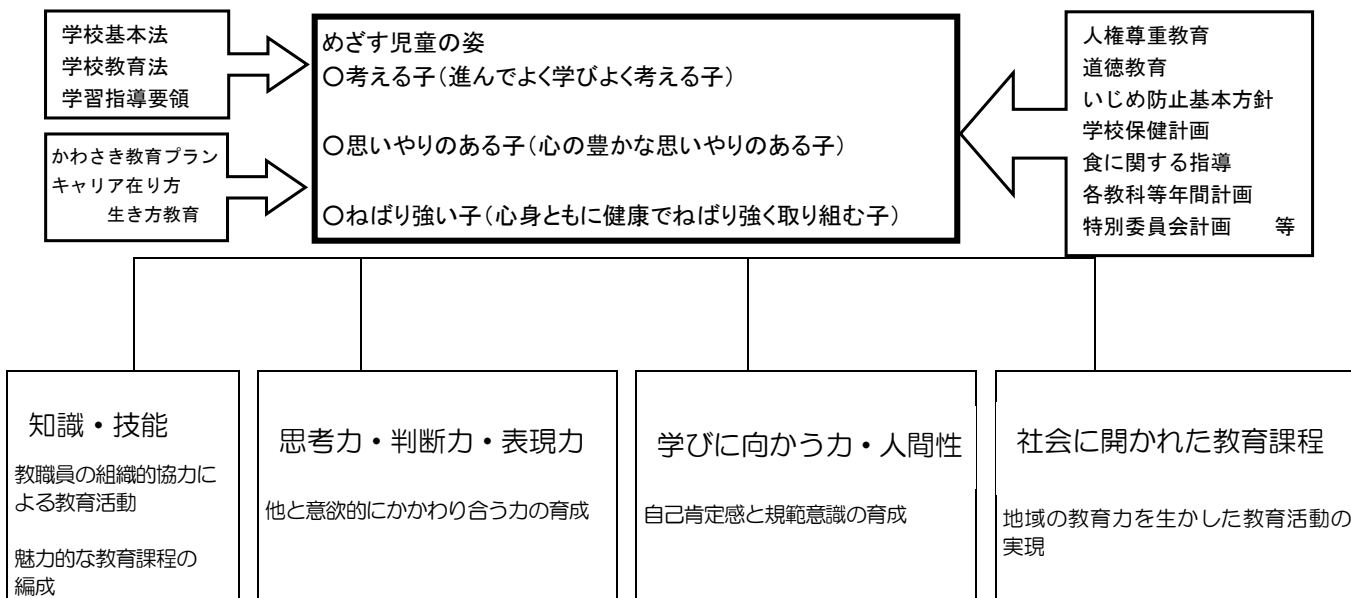 学校基本法
学校教育法
学習指導要領
かわさき教育プラン
キャリア在り方
生き方教育
めざす児童の姿
○考える子（進んでよく学びよく考える子）
○思いやりのある子（心の豊かな思いやりのある子）
○ねばり強い子（心身ともに健康でねばり強く取り組む子）
人権尊重教育
道徳教育
いじめ防止基本方針
学校保健計画
食に関する指導
各教科等年間計画
特別委員会計画　　等
知識・技能
教職員の組織的協力に
よる教育活動
魅力的な教育課程の
編成
思考力・判断力・表現力
他と意欲的にかかわり合う力の育成
学びに向かう力・人間性
自己肯定感と規範意識の育成
社会に開かれた教育課程
地域の教育力を生かした教育活動の
実現